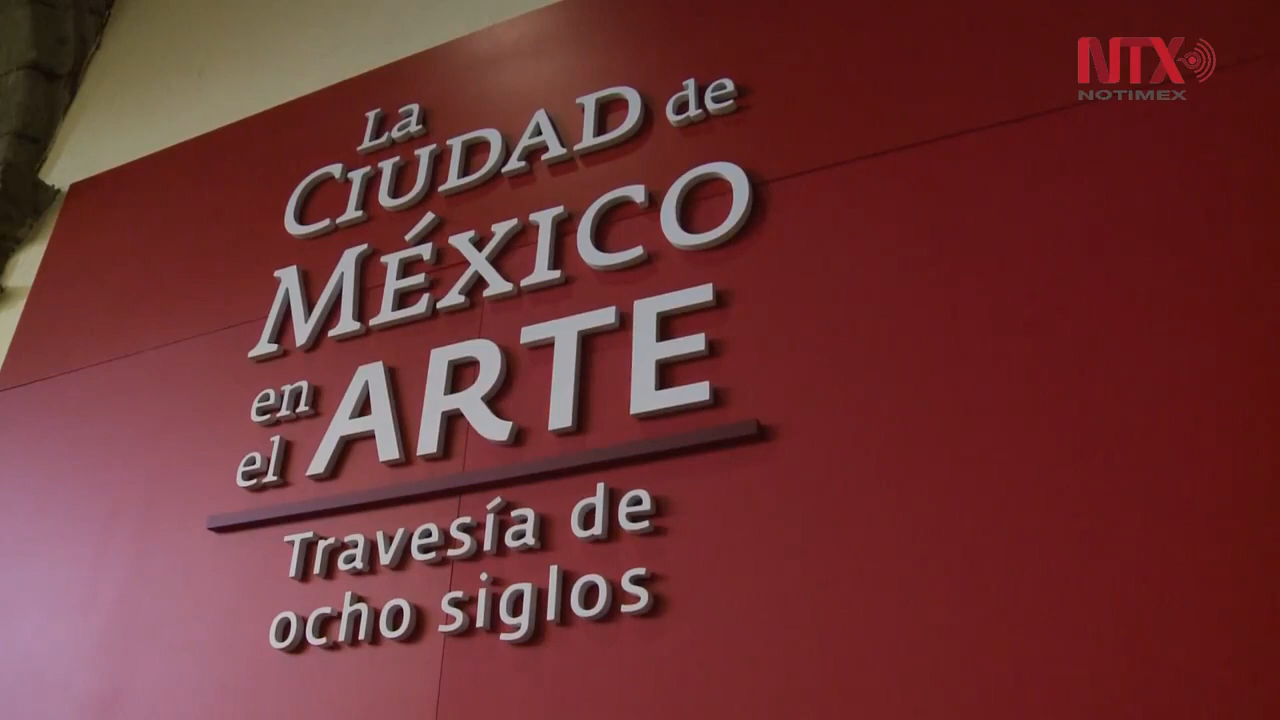 La
CIUDAD de
MÉXICO
en
el ARTE
Travesía de
ocho siglos
NTX
NOTIMEX